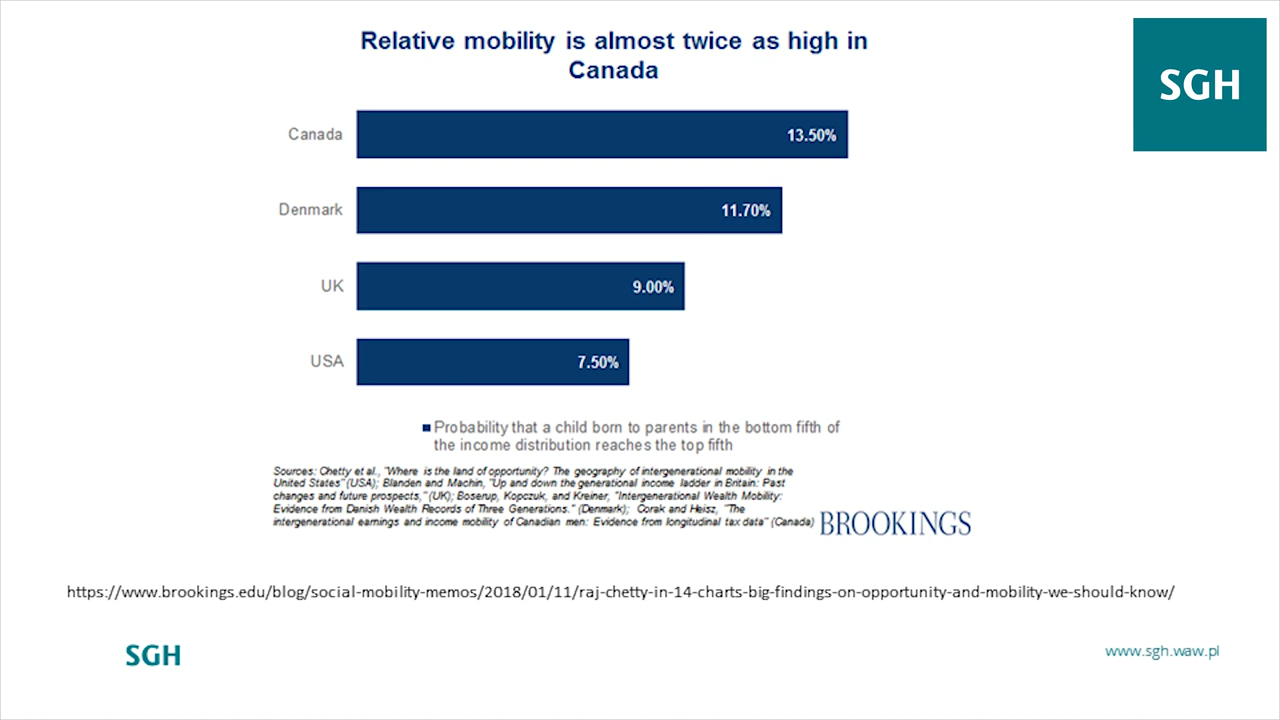 Relative mobility is almost twice as high in
Canada
SGH
Canada
13.50%
Denmark
11.70%
UK
9.00%
USA
7.50%
Probability that a child born to parents in the bottom fifth of
the income distribution reaches the top fifth
Sources: Chetty et al., "Where is the land of opportunity? The geography of intergenerational mobility in the
United States" (USA); Blanden and Machin, "Up and down the generational income ladder in Britain: Past
changes and future prospects," (UK); Boserup, Kopczuk, and Kreiner, "Intergenerational Wealth Mobility:
Evidence from Danish Wealth Records of Three Generations." (Denmark); Corak and Heisz, "The
intergenerational earnings and income mobility of Canadian men: Evidence from longitudinal tax data" (Canada)
BROOKINGS
https://www.brookings.edu/blog/social-mobility-memos/2018/01/11/raj-chetty-in-14-charts-big-findings-on-opportunity-and-mobility-we-should-know/
SGH
www.sgh.waw.pl